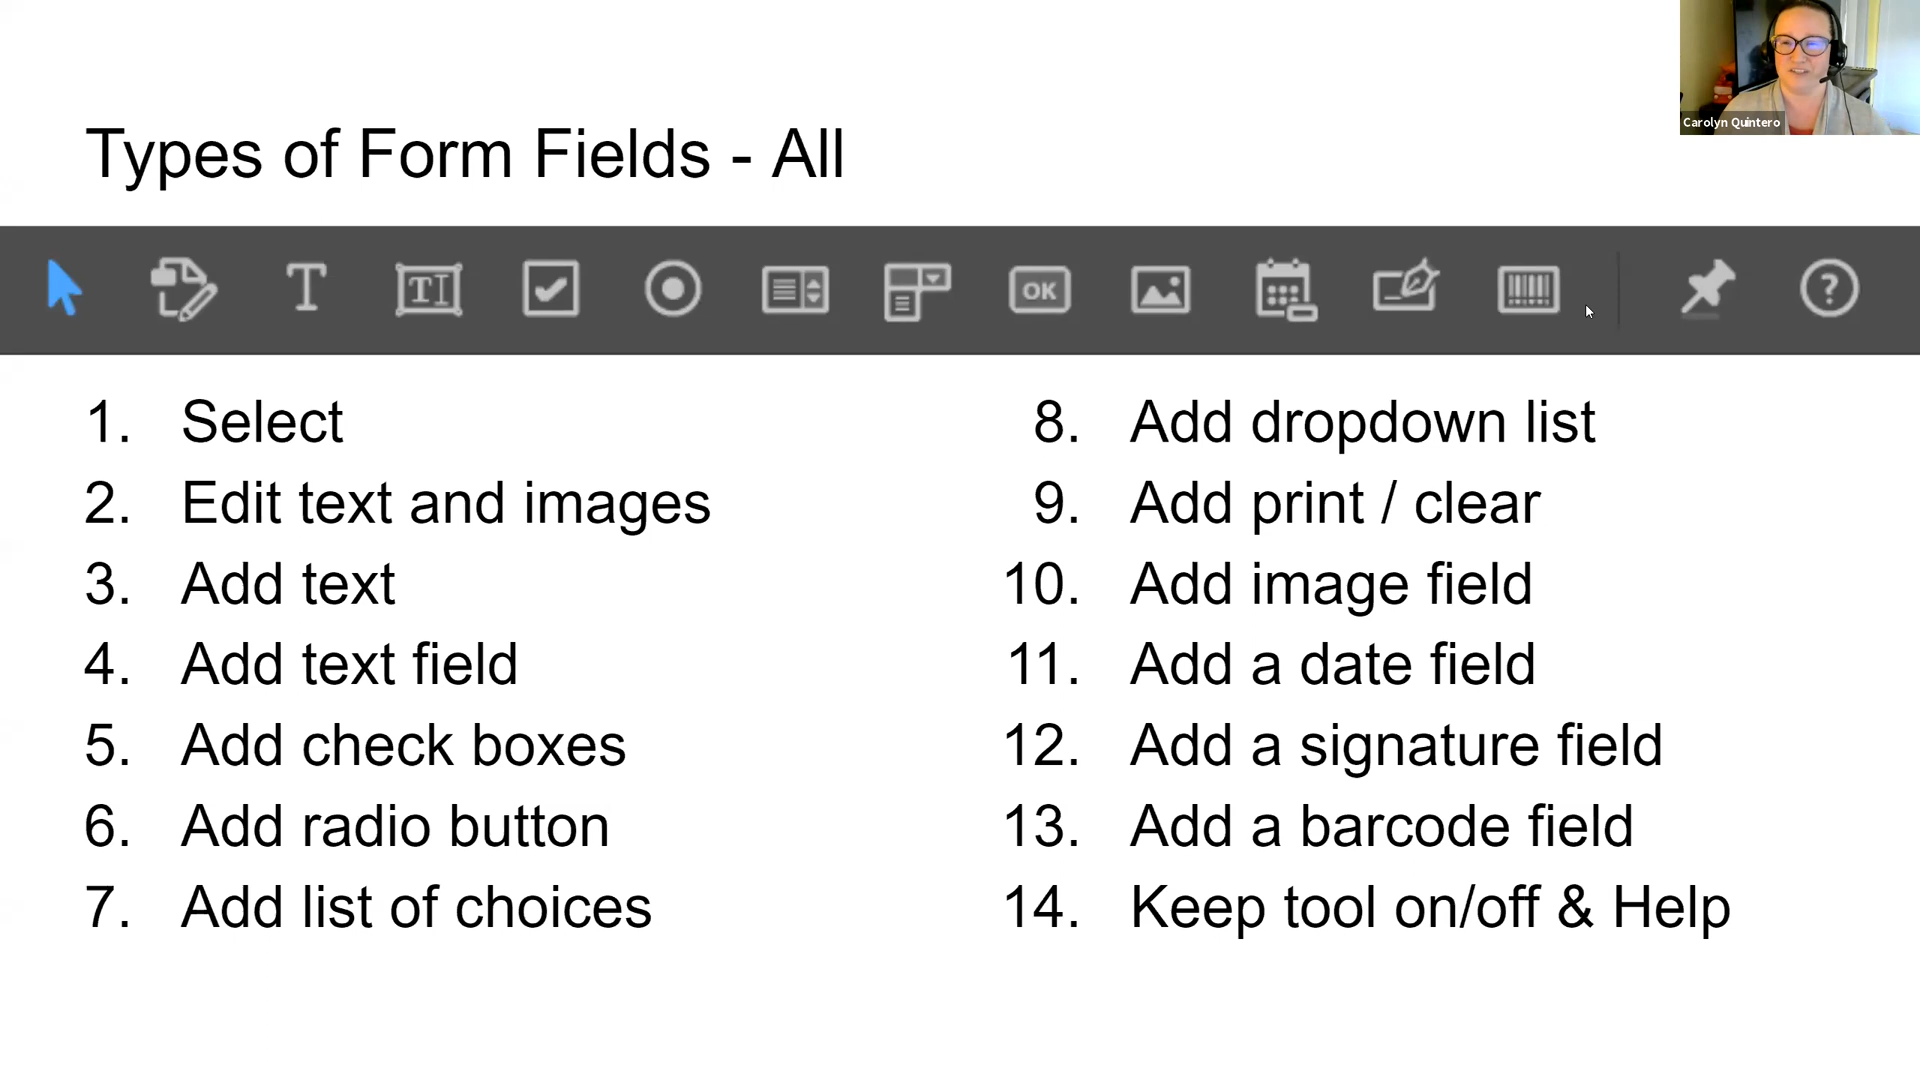 Carolyn Quintero
Types of Form Fields - All
T
TI
OK
?
1. Select
2. Edit text and images
3. Add text
4. Add text field
5. Add check boxes
6. Add radio button
7. Add list of choices
8. Add dropdown list
9. Add print / clear
10. Add image field
11. Add a date field
12. Add a signature field
13. Add a barcode field
14. Keep tool on/off & Help